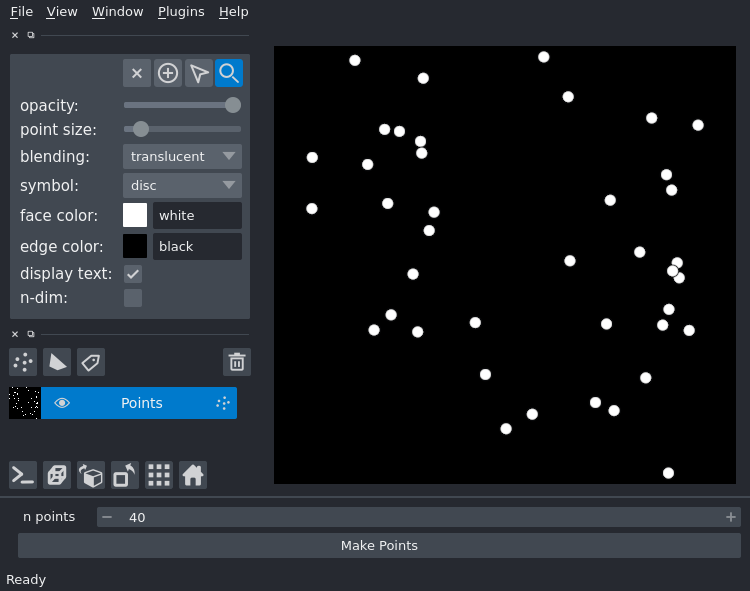 File View Window Plugins Help
opacity:
point size:
blending: translucent
symbol: disc
face color: white
edge color: black
display text:
n-dim:
Points
n points 40
Make Points
Ready